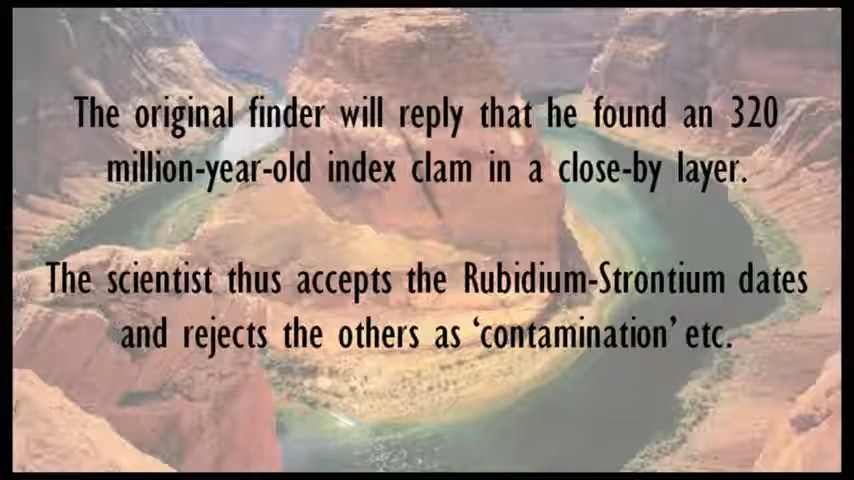 The original finder will reply that he found an 320
million-year-old index clam in a close-by layer.
The scientist thus accepts the Rubidium-Strontium dates
and rejects the others as ‘contamination’ etc.